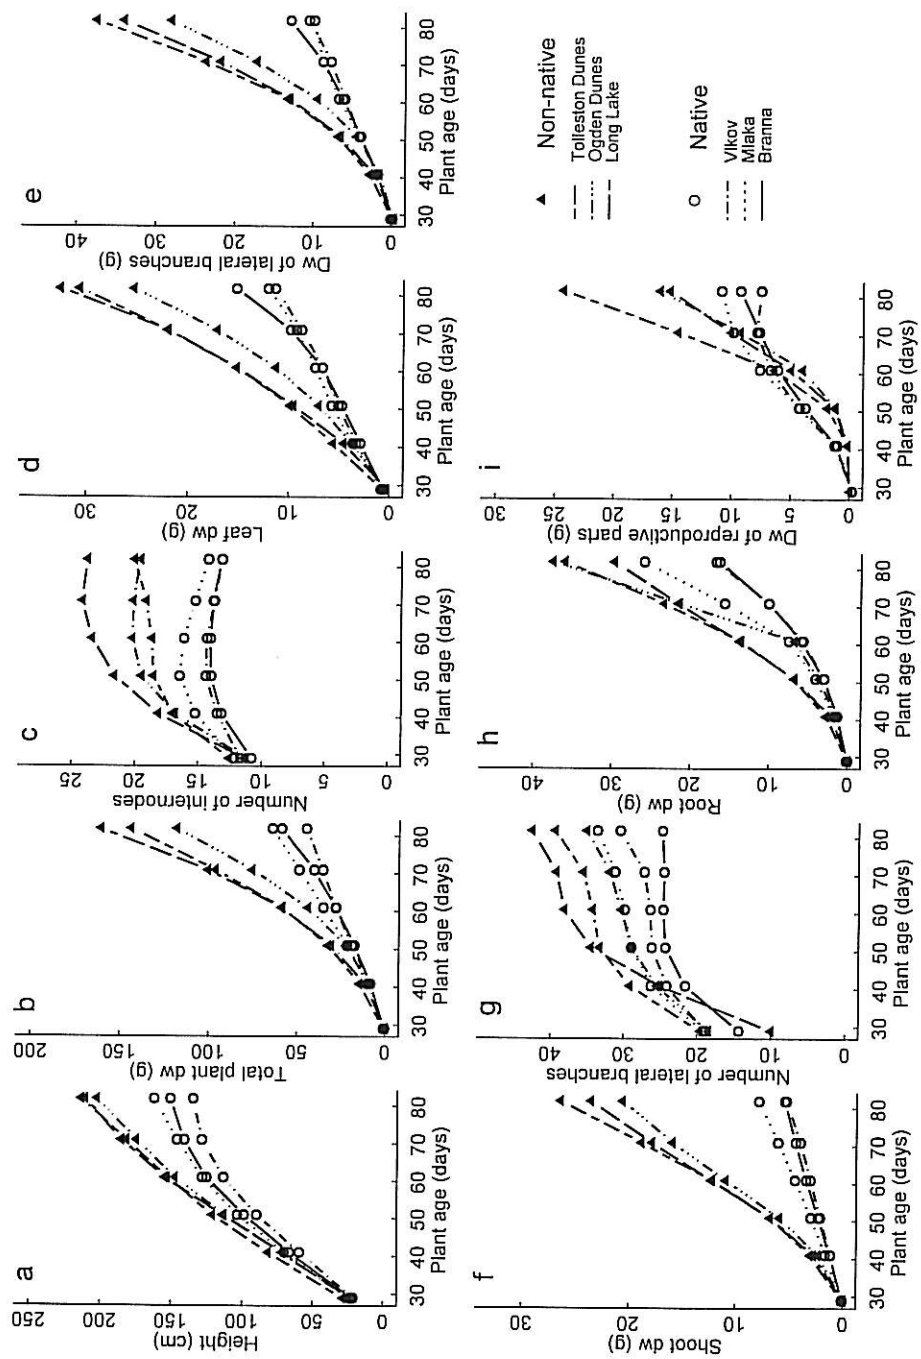 a
250
200
150
100
50
0
Height (cm)
30 40 50 60 70 80
Plant age (days)
b
200
150
100
50
0
Total plant dw (g)
30 40 50 60 70 80
Plant age (days)
c
25
20
15
10
5
0
Number of internodes
30 40 50 60 70 80
Plant age (days)
d
30
20
10
0
Leaf dw (g)
30 40 50 60 70 80
Plant age (days)
e
40
30
20
10
0
Dw of lateral branches (g)
30 40 50 60 70 80
Plant age (days)
f
30
20
10
0
Shoot dw (g)
30 40 50 60 70 80
Plant age (days)
g
50
40
30
20
10
0
Number of lateral branches
30 40 50 60 70 80
Plant age (days)
h
40
30
20
10
0
Root dw (g)
30 40 50 60 70 80
Plant age (days)
i
30
25
20
15
10
5
0
Dw of reproductive parts (g)
30 40 50 60 70 80
Plant age (days)
Non-native
Tolleston Dunes
Ogden Dunes
Long Lake
Native
Vlkov
Mlaka
Branna